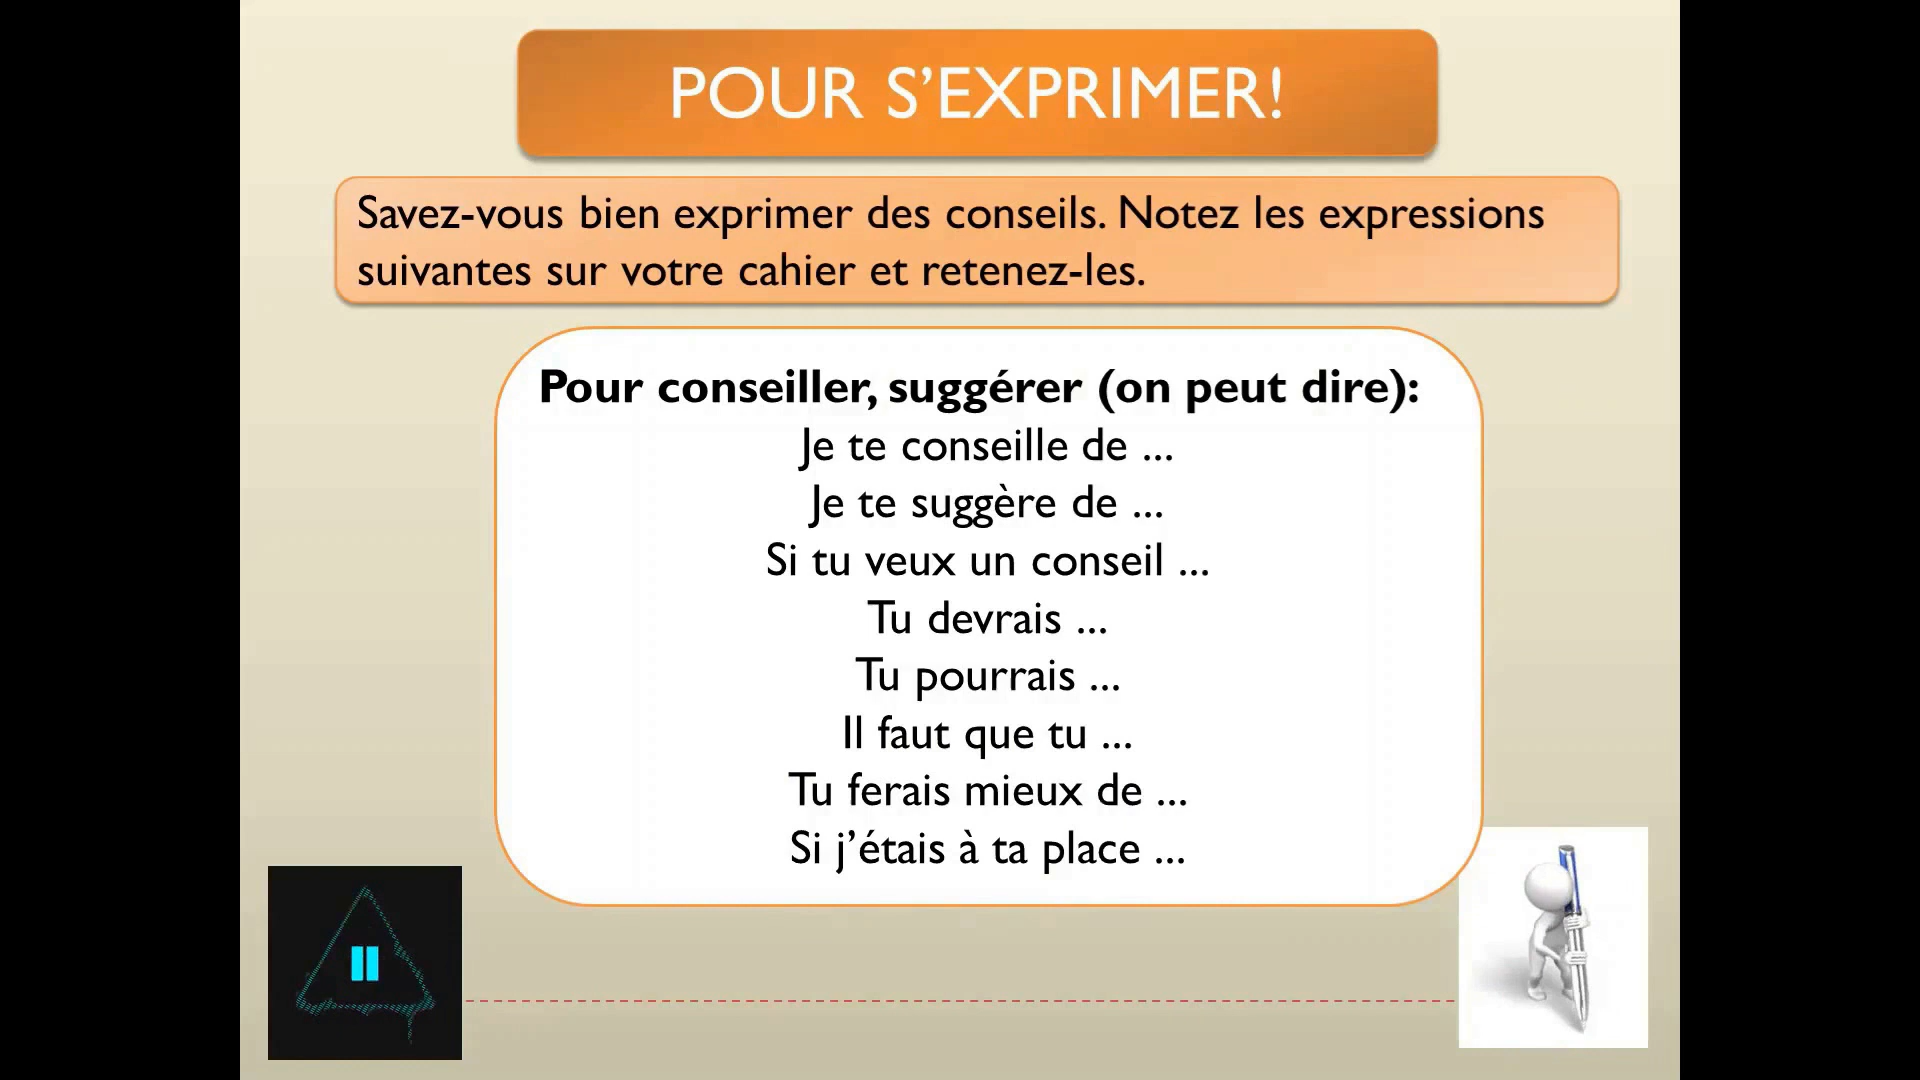 POUR S’EXPRIMER!
Savez-vous bien exprimer des conseils. Notez les expressions
suivantes sur votre cahier et retenez-les.
Pour conseiller, suggérer (on peut dire):
Je te conseille de ...
Je te suggère de ...
Si tu veux un conseil ...
Tu devrais ...
Tu pourrais ...
Il faut que tu ...
Tu ferais mieux de ...
Si j’étais à ta place ...